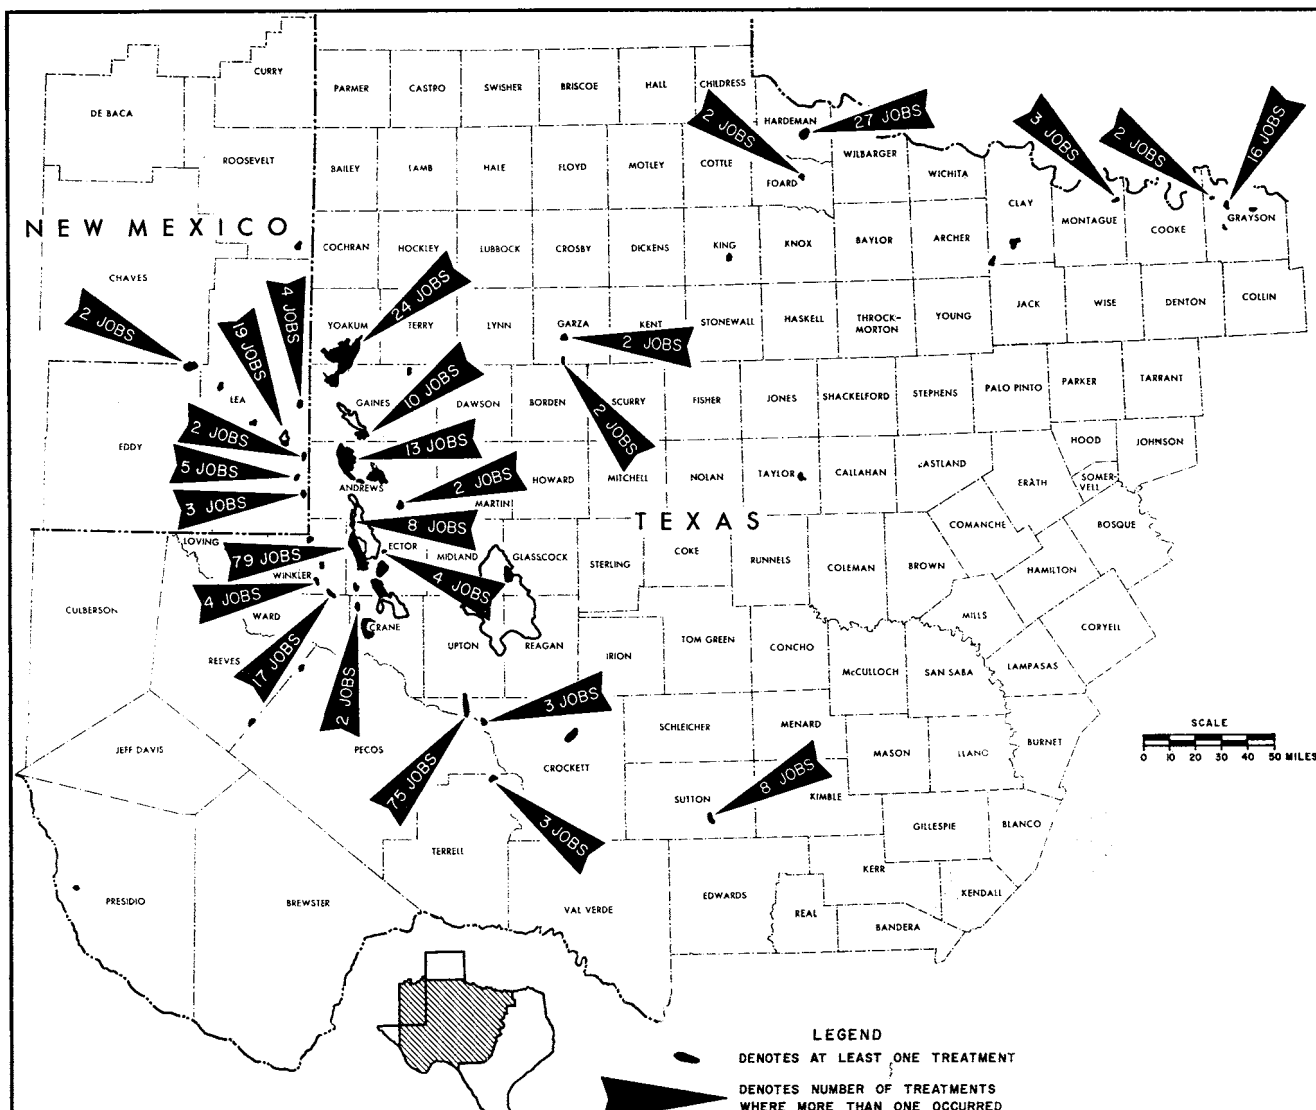 CURRY
DE BACA
PARMER
CASTRO
SWISHER
BRISCOE
HALL
CHILDRESS
HARDEMAN
27 JOBS
2 JOBS
3 JOBS
2 JOBS
16 JOBS
ROOSEVELT
BAILEY
LAMB
HALE
FLOYD
MOTLEY
COTTLE
FOARD
WILBARGER
WICHITA
CLAY
MONTAGUE
COOKE
GRAYSON
NEW MEXICO
COCHRAN
HOCKLEY
LUBBOCK
CROSBY
DICKENS
KING
KNOX
BAYLOR
ARCHER
CHAVES
2 JOBS
19 JOBS
4 JOBS
24 JOBS
YOAKUM
TERRY
LYNN
GARZA
KENT
2 JOBS
STONEWALL
HASKELL
THROCK-
MORTON
YOUNG
JACK
WISE
DENTON
COLLIN
LEA
GAINES
10 JOBS
DAWSON
BORDEN
SCURRY
2 JOBS
FISHER
JONES
SHACKELFORD
STEPHENS
PALO PINTO
PARKER
TARRANT
EDDY
2 JOBS
5 JOBS
3 JOBS
13 JOBS
ANDREWS
2 JOBS
MARTIN
HOWARD
MITCHELL
NOLAN
TAYLOR
CALLAHAN
EASTLAND
ERATH
HOOD
JOHNSON
SOMER-
VELL
TEXAS
8 JOBS
LOVING
79 JOBS
WINKLER
4 JOBS
ECTOR
MIDLAND
4 JOBS
GLASSCOCK
STERLING
COKE
RUNNELS
COLEMAN
BROWN
COMANCHE
BOSQUE
HAMILTON
CULBERSON
WARD
CRANE
UPTON
REAGAN
IRION
TOM GREEN
CONCHO
MILLS
CORYELL
REEVES
17 JOBS
2 JOBS
McCULLOCH
SAN SABA
LAMPASAS
JEFF DAVIS
PECOS
75 JOBS
3 JOBS
CROCKETT
SCHLEICHER
MENARD
MASON
LLANO
BURNET
SCALE
0 10 20 30 40 50 MILES
SUTTON
8 JOBS
KIMBLE
3 JOBS
GILLESPIE
BLANCO
TERRELL
PRESIDIO
BREWSTER
VAL VERDE
EDWARDS
REAL
KERR
KENDALL
BANDERA
LEGEND
DENOTES AT LEAST ONE TREATMENT
DENOTES NUMBER OF TREATMENTS
WHERE MORE THAN ONE OCCURRED